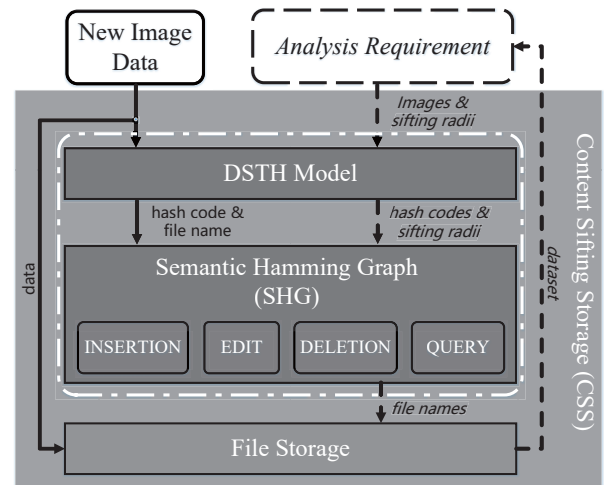 New Image
Data
Analysis Requirement
Images &
sifting radii
DSTH Model
hash code &
file name
hash codes &
sifting radii
Semantic Hamming Graph
(SHG)
INSERTION
EDIT
DELETION
QUERY
file names
File Storage
data
dataset
Content Sifting Storage (CSS)